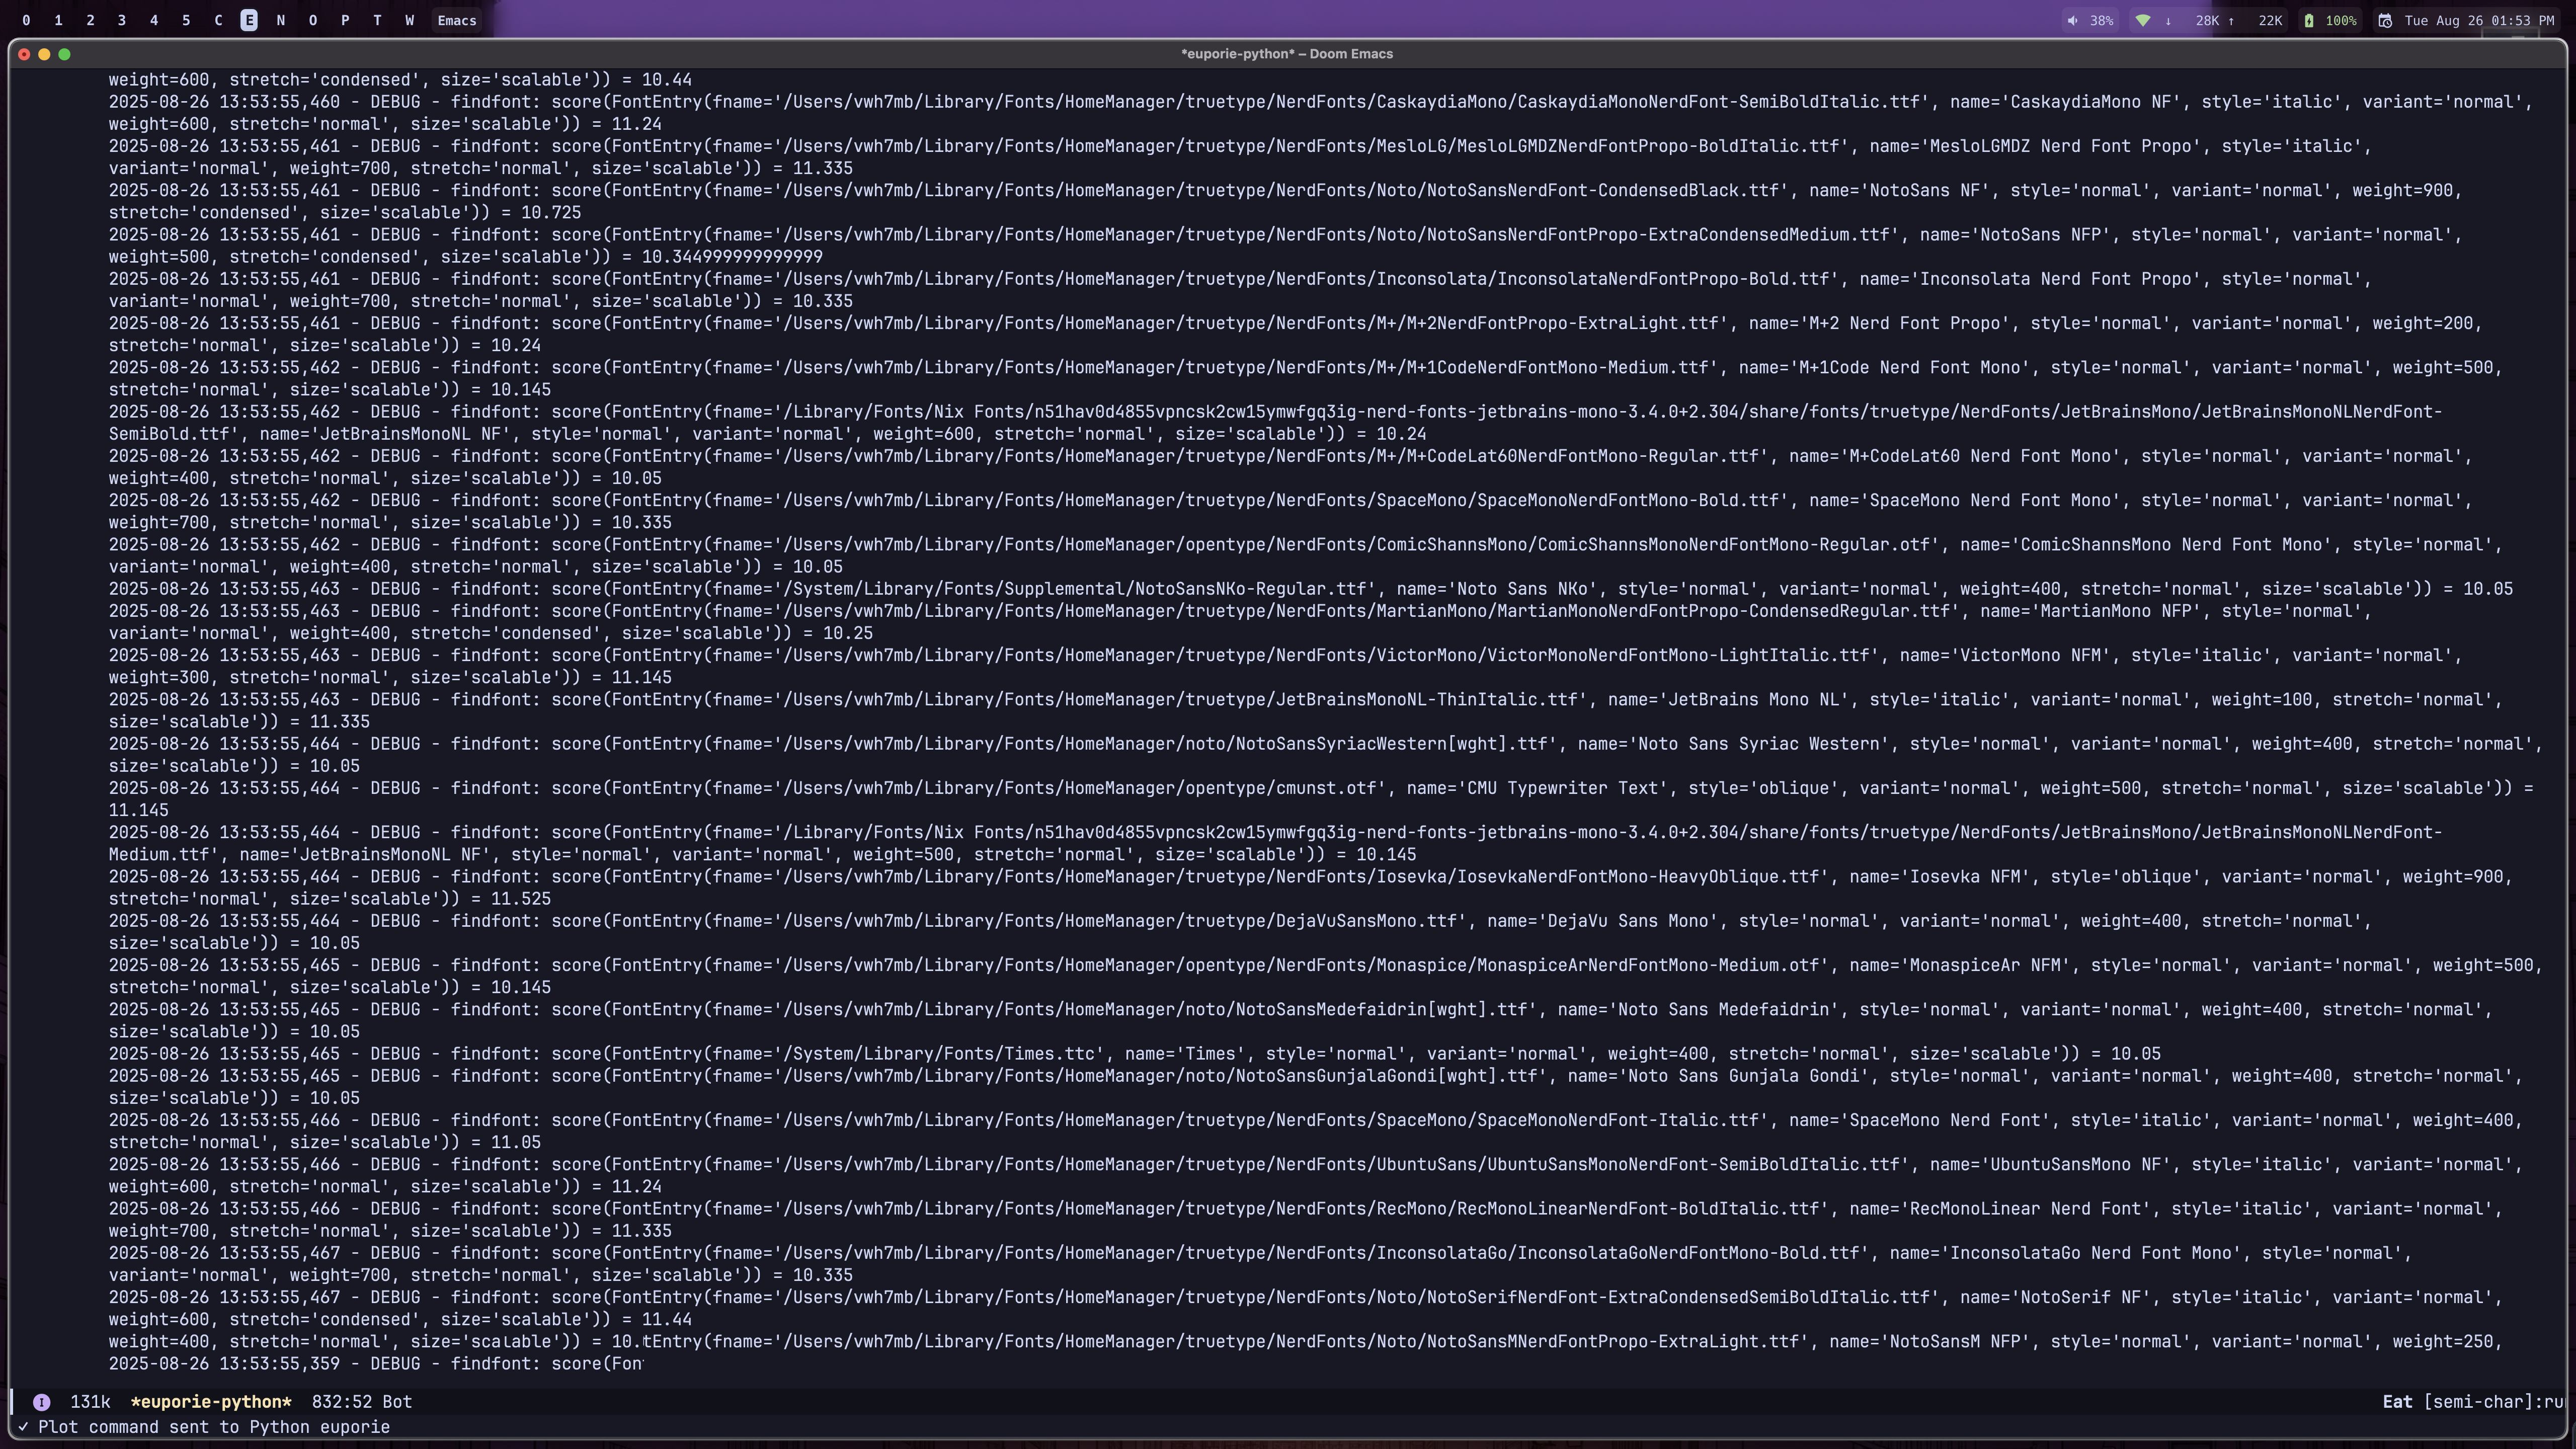 0 1 2 3 4 5 C E N O P T W Emacs 38% ↓ 28K ↑ 22K 100% Tue Aug 26 01:53 PM
*euporie-python* – Doom Emacs
weight=600, stretch='condensed', size='scalable')) = 10.44
2025-08-26 13:53:55,460 - DEBUG - findfont: score(FontEntry(fname='/Users/vwh7mb/Library/Fonts/HomeManager/truetype/NerdFonts/CaskaydiaMono/CaskaydiaMonoNerdFont-SemiBoldItalic.ttf', name='CaskaydiaMono NF', style='italic', variant='normal',
weight=600, stretch='normal', size='scalable')) = 11.24
2025-08-26 13:53:55,461 - DEBUG - findfont: score(FontEntry(fname='/Users/vwh7mb/Library/Fonts/HomeManager/truetype/NerdFonts/MesloLG/MesloLGMDZNerdFontPropo-BoldItalic.ttf', name='MesloLGMDZ Nerd Font Propo', style='italic',
variant='normal', weight=700, stretch='normal', size='scalable')) = 11.335
2025-08-26 13:53:55,461 - DEBUG - findfont: score(FontEntry(fname='/Users/vwh7mb/Library/Fonts/HomeManager/truetype/NerdFonts/Noto/NotoSansNerdFont-CondensedBlack.ttf', name='NotoSans NF', style='normal', variant='normal', weight=900,
stretch='condensed', size='scalable')) = 10.725
2025-08-26 13:53:55,461 - DEBUG - findfont: score(FontEntry(fname='/Users/vwh7mb/Library/Fonts/HomeManager/truetype/NerdFonts/Noto/NotoSansNerdFontPropo-ExtraCondensedMedium.ttf', name='NotoSans NFP', style='normal', variant='normal',
weight=500, stretch='condensed', size='scalable')) = 10.344999999999999
2025-08-26 13:53:55,461 - DEBUG - findfont: score(FontEntry(fname='/Users/vwh7mb/Library/Fonts/HomeManager/truetype/NerdFonts/Inconsolata/InconsolataNerdFontPropo-Bold.ttf', name='Inconsolata Nerd Font Propo', style='normal',
variant='normal', weight=700, stretch='normal', size='scalable')) = 10.335
2025-08-26 13:53:55,461 - DEBUG - findfont: score(FontEntry(fname='/Users/vwh7mb/Library/Fonts/HomeManager/truetype/NerdFonts/M+/M+2NerdFontPropo-ExtraLight.ttf', name='M+2 Nerd Font Propo', style='normal', variant='normal', weight=200,
stretch='normal', size='scalable')) = 10.24
2025-08-26 13:53:55,462 - DEBUG - findfont: score(FontEntry(fname='/Users/vwh7mb/Library/Fonts/HomeManager/truetype/NerdFonts/M+/M+1CodeNerdFontMono-Medium.ttf', name='M+1Code Nerd Font Mono', style='normal', variant='normal', weight=500,
stretch='normal', size='scalable')) = 10.145
2025-08-26 13:53:55,462 - DEBUG - findfont: score(FontEntry(fname='/Library/Fonts/Nix Fonts/n51hav0d4855vpncsk2cw15ymwfgq3ig-nerd-fonts-jetbrains-mono-3.4.0+2.304/share/fonts/truetype/NerdFonts/JetBrainsMono/JetBrainsMonoNLNerdFont-
SemiBold.ttf', name='JetBrainsMonoNL NF', style='normal', variant='normal', weight=600, stretch='normal', size='scalable')) = 10.24
2025-08-26 13:53:55,462 - DEBUG - findfont: score(FontEntry(fname='/Users/vwh7mb/Library/Fonts/HomeManager/truetype/NerdFonts/M+/M+CodeLat60NerdFontMono-Regular.ttf', name='M+CodeLat60 Nerd Font Mono', style='normal', variant='normal',
weight=400, stretch='normal', size='scalable')) = 10.05
2025-08-26 13:53:55,462 - DEBUG - findfont: score(FontEntry(fname='/Users/vwh7mb/Library/Fonts/HomeManager/truetype/NerdFonts/SpaceMono/SpaceMonoNerdFontMono-Bold.ttf', name='SpaceMono Nerd Font Mono', style='normal', variant='normal',
weight=700, stretch='normal', size='scalable')) = 10.335
2025-08-26 13:53:55,462 - DEBUG - findfont: score(FontEntry(fname='/Users/vwh7mb/Library/Fonts/HomeManager/opentype/NerdFonts/ComicShannsMono/ComicShannsMonoNerdFontMono-Regular.otf', name='ComicShannsMono Nerd Font Mono', style='normal',
variant='normal', weight=400, stretch='normal', size='scalable')) = 10.05
2025-08-26 13:53:55,463 - DEBUG - findfont: score(FontEntry(fname='/System/Library/Fonts/Supplemental/NotoSansNKo-Regular.ttf', name='Noto Sans NKo', style='normal', variant='normal', weight=400, stretch='normal', size='scalable')) = 10.05
2025-08-26 13:53:55,463 - DEBUG - findfont: score(FontEntry(fname='/Users/vwh7mb/Library/Fonts/HomeManager/truetype/NerdFonts/MartianMono/MartianMonoNerdFontPropo-CondensedRegular.ttf', name='MartianMono NFP', style='normal',
variant='normal', weight=400, stretch='condensed', size='scalable')) = 10.25
2025-08-26 13:53:55,463 - DEBUG - findfont: score(FontEntry(fname='/Users/vwh7mb/Library/Fonts/HomeManager/truetype/NerdFonts/VictorMono/VictorMonoNerdFontMono-LightItalic.ttf', name='VictorMono NFM', style='italic', variant='normal',
weight=300, stretch='normal', size='scalable')) = 11.145
2025-08-26 13:53:55,463 - DEBUG - findfont: score(FontEntry(fname='/Users/vwh7mb/Library/Fonts/HomeManager/truetype/JetBrainsMonoNL-ThinItalic.ttf', name='JetBrains Mono NL', style='italic', variant='normal', weight=100, stretch='normal',
size='scalable')) = 11.335
2025-08-26 13:53:55,464 - DEBUG - findfont: score(FontEntry(fname='/Users/vwh7mb/Library/Fonts/HomeManager/noto/NotoSansSyriacWestern[wght].ttf', name='Noto Sans Syriac Western', style='normal', variant='normal', weight=400, stretch='normal',
size='scalable')) = 10.05
2025-08-26 13:53:55,464 - DEBUG - findfont: score(FontEntry(fname='/Users/vwh7mb/Library/Fonts/HomeManager/opentype/cmunst.otf', name='CMU Typewriter Text', style='oblique', variant='normal', weight=500, stretch='normal', size='scalable')) =
11.145
2025-08-26 13:53:55,464 - DEBUG - findfont: score(FontEntry(fname='/Library/Fonts/Nix Fonts/n51hav0d4855vpncsk2cw15ymwfgq3ig-nerd-fonts-jetbrains-mono-3.4.0+2.304/share/fonts/truetype/NerdFonts/JetBrainsMono/JetBrainsMonoNLNerdFont-
Medium.ttf', name='JetBrainsMonoNL NF', style='normal', variant='normal', weight=500, stretch='normal', size='scalable')) = 10.145
2025-08-26 13:53:55,464 - DEBUG - findfont: score(FontEntry(fname='/Users/vwh7mb/Library/Fonts/HomeManager/truetype/NerdFonts/Iosevka/IosevkaNerdFontMono-HeavyOblique.ttf', name='Iosevka NFM', style='oblique', variant='normal', weight=900,
stretch='normal', size='scalable')) = 11.525
2025-08-26 13:53:55,464 - DEBUG - findfont: score(FontEntry(fname='/Users/vwh7mb/Library/Fonts/HomeManager/truetype/DejaVuSansMono.ttf', name='DejaVu Sans Mono', style='normal', variant='normal', weight=400, stretch='normal',
size='scalable')) = 10.05
2025-08-26 13:53:55,465 - DEBUG - findfont: score(FontEntry(fname='/Users/vwh7mb/Library/Fonts/HomeManager/opentype/NerdFonts/Monaspice/MonaspiceArNerdFontMono-Medium.otf', name='MonaspiceAr NFM', style='normal', variant='normal', weight=500,
stretch='normal', size='scalable')) = 10.145
2025-08-26 13:53:55,465 - DEBUG - findfont: score(FontEntry(fname='/Users/vwh7mb/Library/Fonts/HomeManager/noto/NotoSansMedefaidrin[wght].ttf', name='Noto Sans Medefaidrin', style='normal', variant='normal', weight=400, stretch='normal',
size='scalable')) = 10.05
2025-08-26 13:53:55,465 - DEBUG - findfont: score(FontEntry(fname='/System/Library/Fonts/Times.ttc', name='Times', style='normal', variant='normal', weight=400, stretch='normal', size='scalable')) = 10.05
2025-08-26 13:53:55,465 - DEBUG - findfont: score(FontEntry(fname='/Users/vwh7mb/Library/Fonts/HomeManager/noto/NotoSansGunjalaGondi[wght].ttf', name='Noto Sans Gunjala Gondi', style='normal', variant='normal', weight=400, stretch='normal',
size='scalable')) = 10.05
2025-08-26 13:53:55,466 - DEBUG - findfont: score(FontEntry(fname='/Users/vwh7mb/Library/Fonts/HomeManager/truetype/NerdFonts/SpaceMono/SpaceMonoNerdFont-Italic.ttf', name='SpaceMono Nerd Font', style='italic', variant='normal', weight=400,
stretch='normal', size='scalable')) = 11.05
2025-08-26 13:53:55,466 - DEBUG - findfont: score(FontEntry(fname='/Users/vwh7mb/Library/Fonts/HomeManager/truetype/NerdFonts/UbuntuSans/UbuntuSansMonoNerdFont-SemiBoldItalic.ttf', name='UbuntuSansMono NF', style='italic', variant='normal',
weight=600, stretch='normal', size='scalable')) = 11.24
2025-08-26 13:53:55,466 - DEBUG - findfont: score(FontEntry(fname='/Users/vwh7mb/Library/Fonts/HomeManager/truetype/NerdFonts/RecMono/RecMonoLinearNerdFont-BoldItalic.ttf', name='RecMonoLinear Nerd Font', style='italic', variant='normal',
weight=700, stretch='normal', size='scalable')) = 11.335
2025-08-26 13:53:55,467 - DEBUG - findfont: score(FontEntry(fname='/Users/vwh7mb/Library/Fonts/HomeManager/truetype/NerdFonts/InconsolataGo/InconsolataGoNerdFontMono-Bold.ttf', name='InconsolataGo Nerd Font Mono', style='normal',
variant='normal', weight=700, stretch='normal', size='scalable')) = 10.335
2025-08-26 13:53:55,467 - DEBUG - findfont: score(FontEntry(fname='/Users/vwh7mb/Library/Fonts/HomeManager/truetype/NerdFonts/Noto/NotoSerifNerdFont-ExtraCondensedSemiBoldItalic.ttf', name='NotoSerif NF', style='italic', variant='normal',
weight=600, stretch='condensed', size='scalable')) = 11.44
weight=400, stretch='normal', size='scalable')) = 10.tEntry(fname='/Users/vwh7mb/Library/Fonts/HomeManager/truetype/NerdFonts/Noto/NotoSansMNerdFontPropo-ExtraLight.ttf', name='NotoSansM NFP', style='normal', variant='normal', weight=250,
2025-08-26 13:53:55,359 - DEBUG - findfont: score(Fon
I 131k *euporie-python* 832:52 Bot Eat [semi-char]:ru
✓ Plot command sent to Python euporie